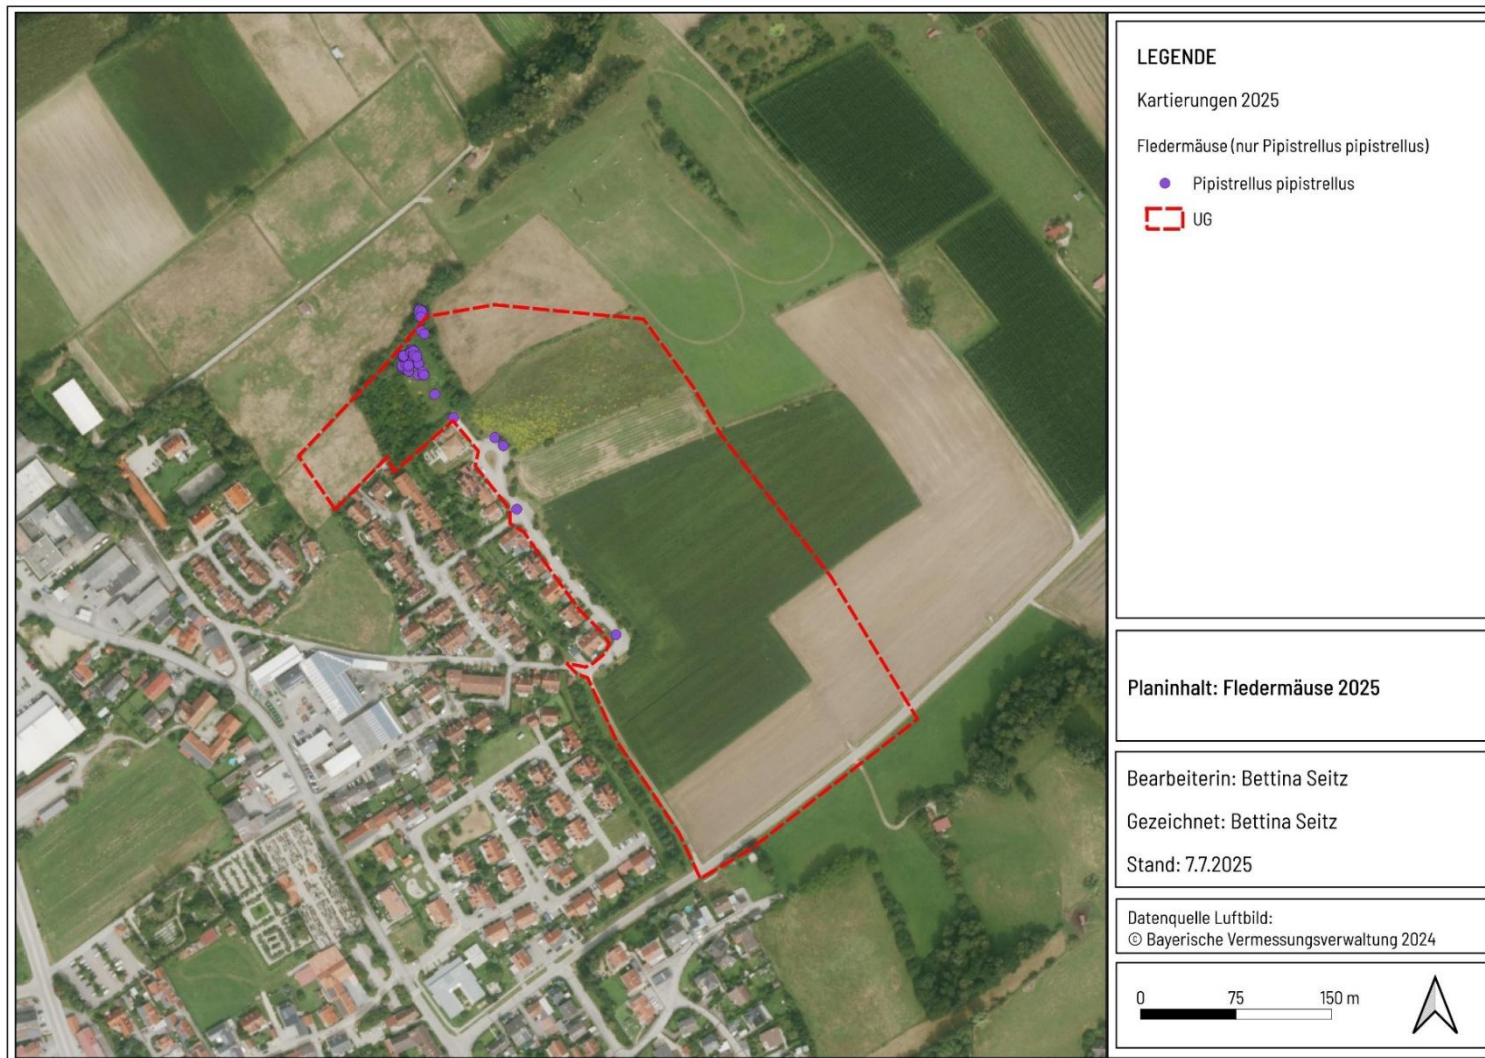 LEGENDE
Kartierungen 2025
Fledermäuse (nur Pipistrellus pipistrellus)
Pipistrellus pipistrellus
UG
Planinhalt: Fledermäuse 2025
Bearbeiterin: Bettina Seitz
Gezeichnet: Bettina Seitz
Stand: 7.7.2025
Datenquelle Luftbild:
© Bayerische Vermessungsverwaltung 2024
0 75 150 m